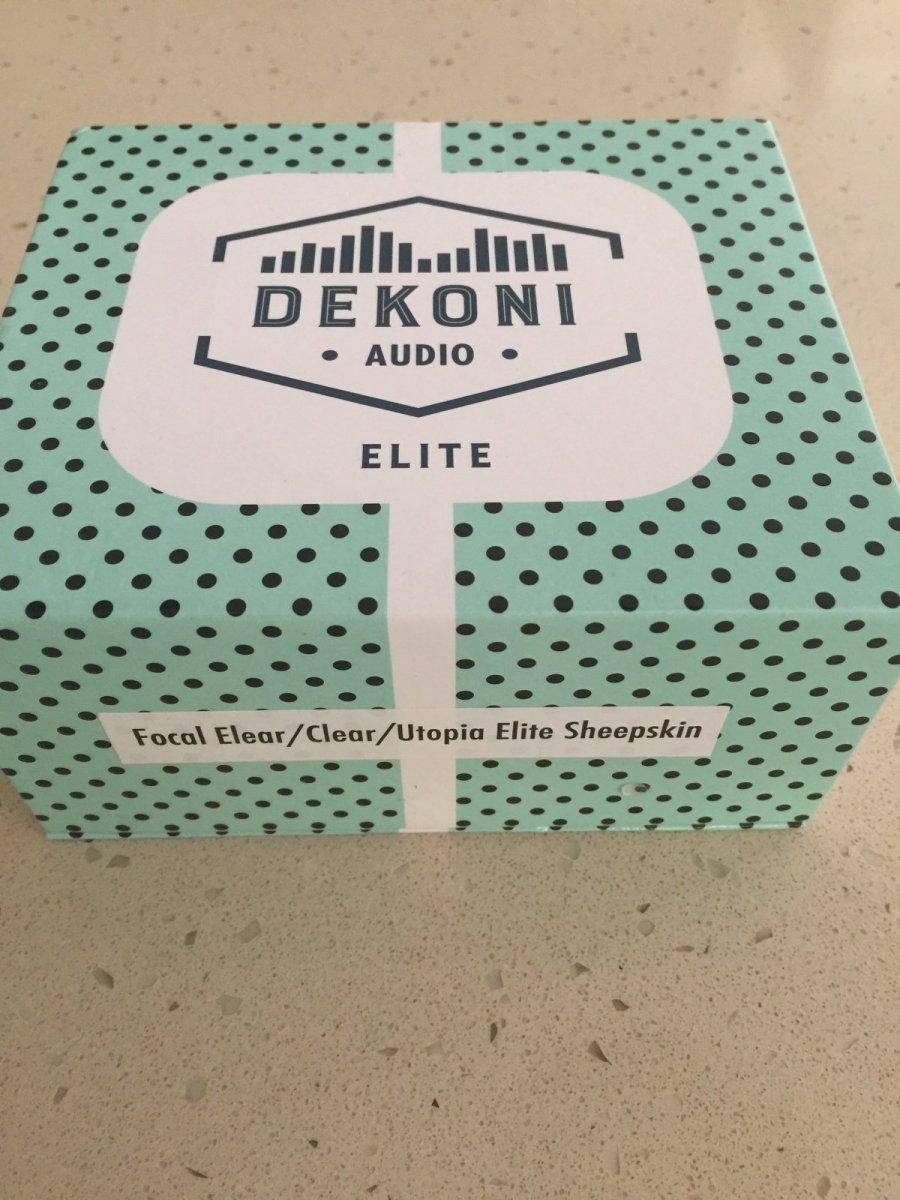 DEKONI
• AUDIO •
ELITE
Focal Elear/Clear/Utopia Elite Sheepskin